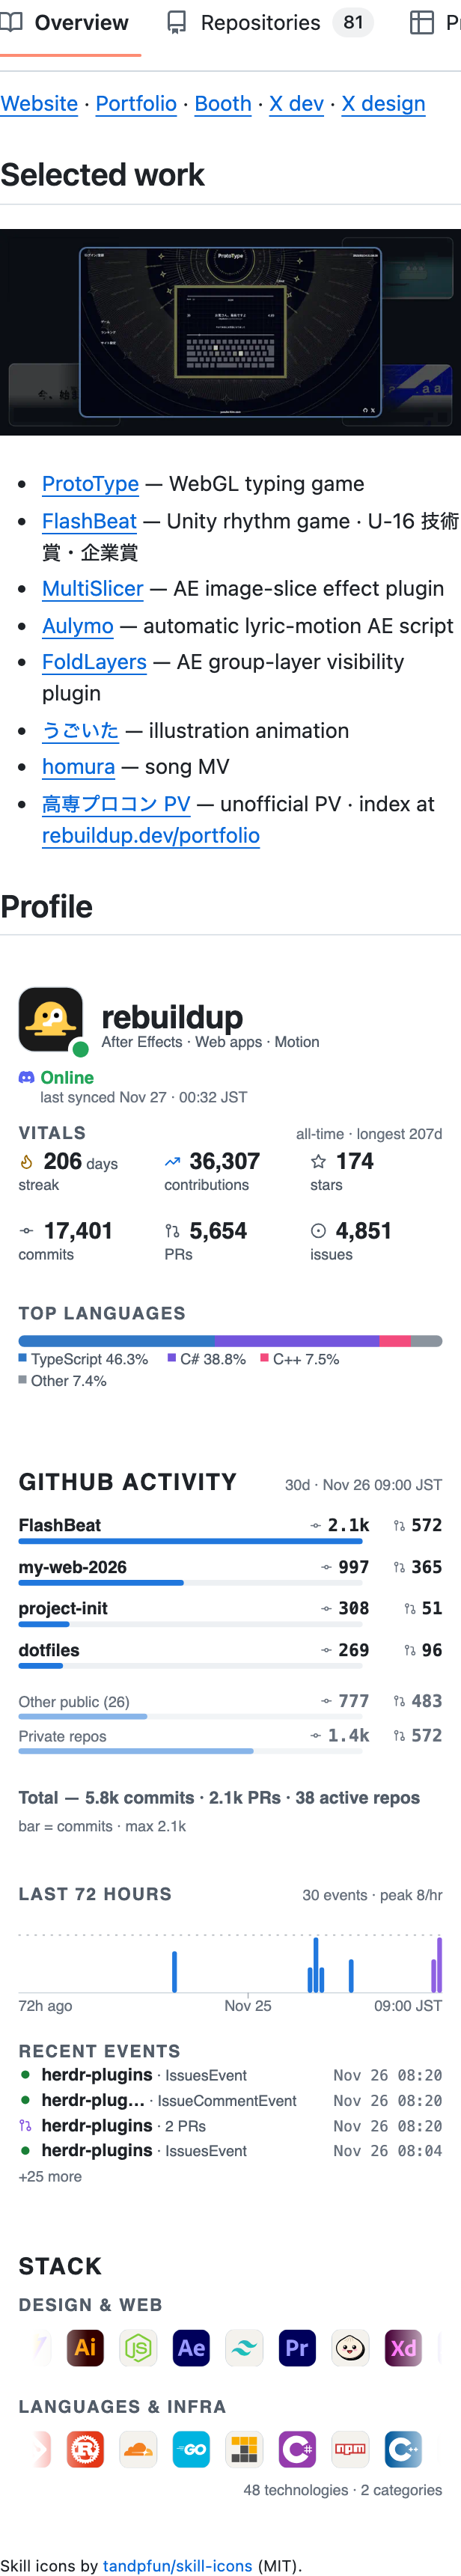 Overview
Repositories 81
Website · Portfolio · Booth · X dev · X design
Selected work
ProtoType
ProtoType — WebGL typing game
FlashBeat — Unity rhythm game · U-16 技術
賞・企業賞
MultiSlicer — AE image-slice effect plugin
Aulymo — automatic lyric-motion AE script
FoldLayers — AE group-layer visibility
plugin
うごいた — illustration animation
homura — song MV
高専プロコン PV — unofficial PV · index at
rebuildup.dev/portfolio
Profile
rebuildup
After Effects · Web apps · Motion
Online
last synced Nov 27 · 00:32 JST
VITALS all-time · longest 207d
206 days 36,307 174
streak contributions stars
17,401 5,654 4,851
commits PRs issues
TOP LANGUAGES
TypeScript 46.3% C# 38.8% C++ 7.5%
Other 7.4%
GITHUB ACTIVITY 30d · Nov 26 09:00 JST
FlashBeat 2.1k 572
my-web-2026 997 365
project-init 308 51
dotfiles 269 96
Other public (26) 777 483
Private repos 1.4k 572
Total — 5.8k commits · 2.1k PRs · 38 active repos
bar = commits · max 2.1k
LAST 72 HOURS 30 events · peak 8/hr
72h ago Nov 25 09:00 JST
RECENT EVENTS
herdr-plugins · IssuesEvent Nov 26 08:20
herdr-plug… · IssueCommentEvent Nov 26 08:20
herdr-plugins · 2 PRs Nov 26 08:20
herdr-plugins · IssuesEvent Nov 26 08:04
+25 more
STACK
DESIGN & WEB
Ai JS Ae Pr Xd
LANGUAGES & INFRA
R GO C# npm C++
48 technologies · 2 categories
Skill icons by tandpfun/skill-icons (MIT).